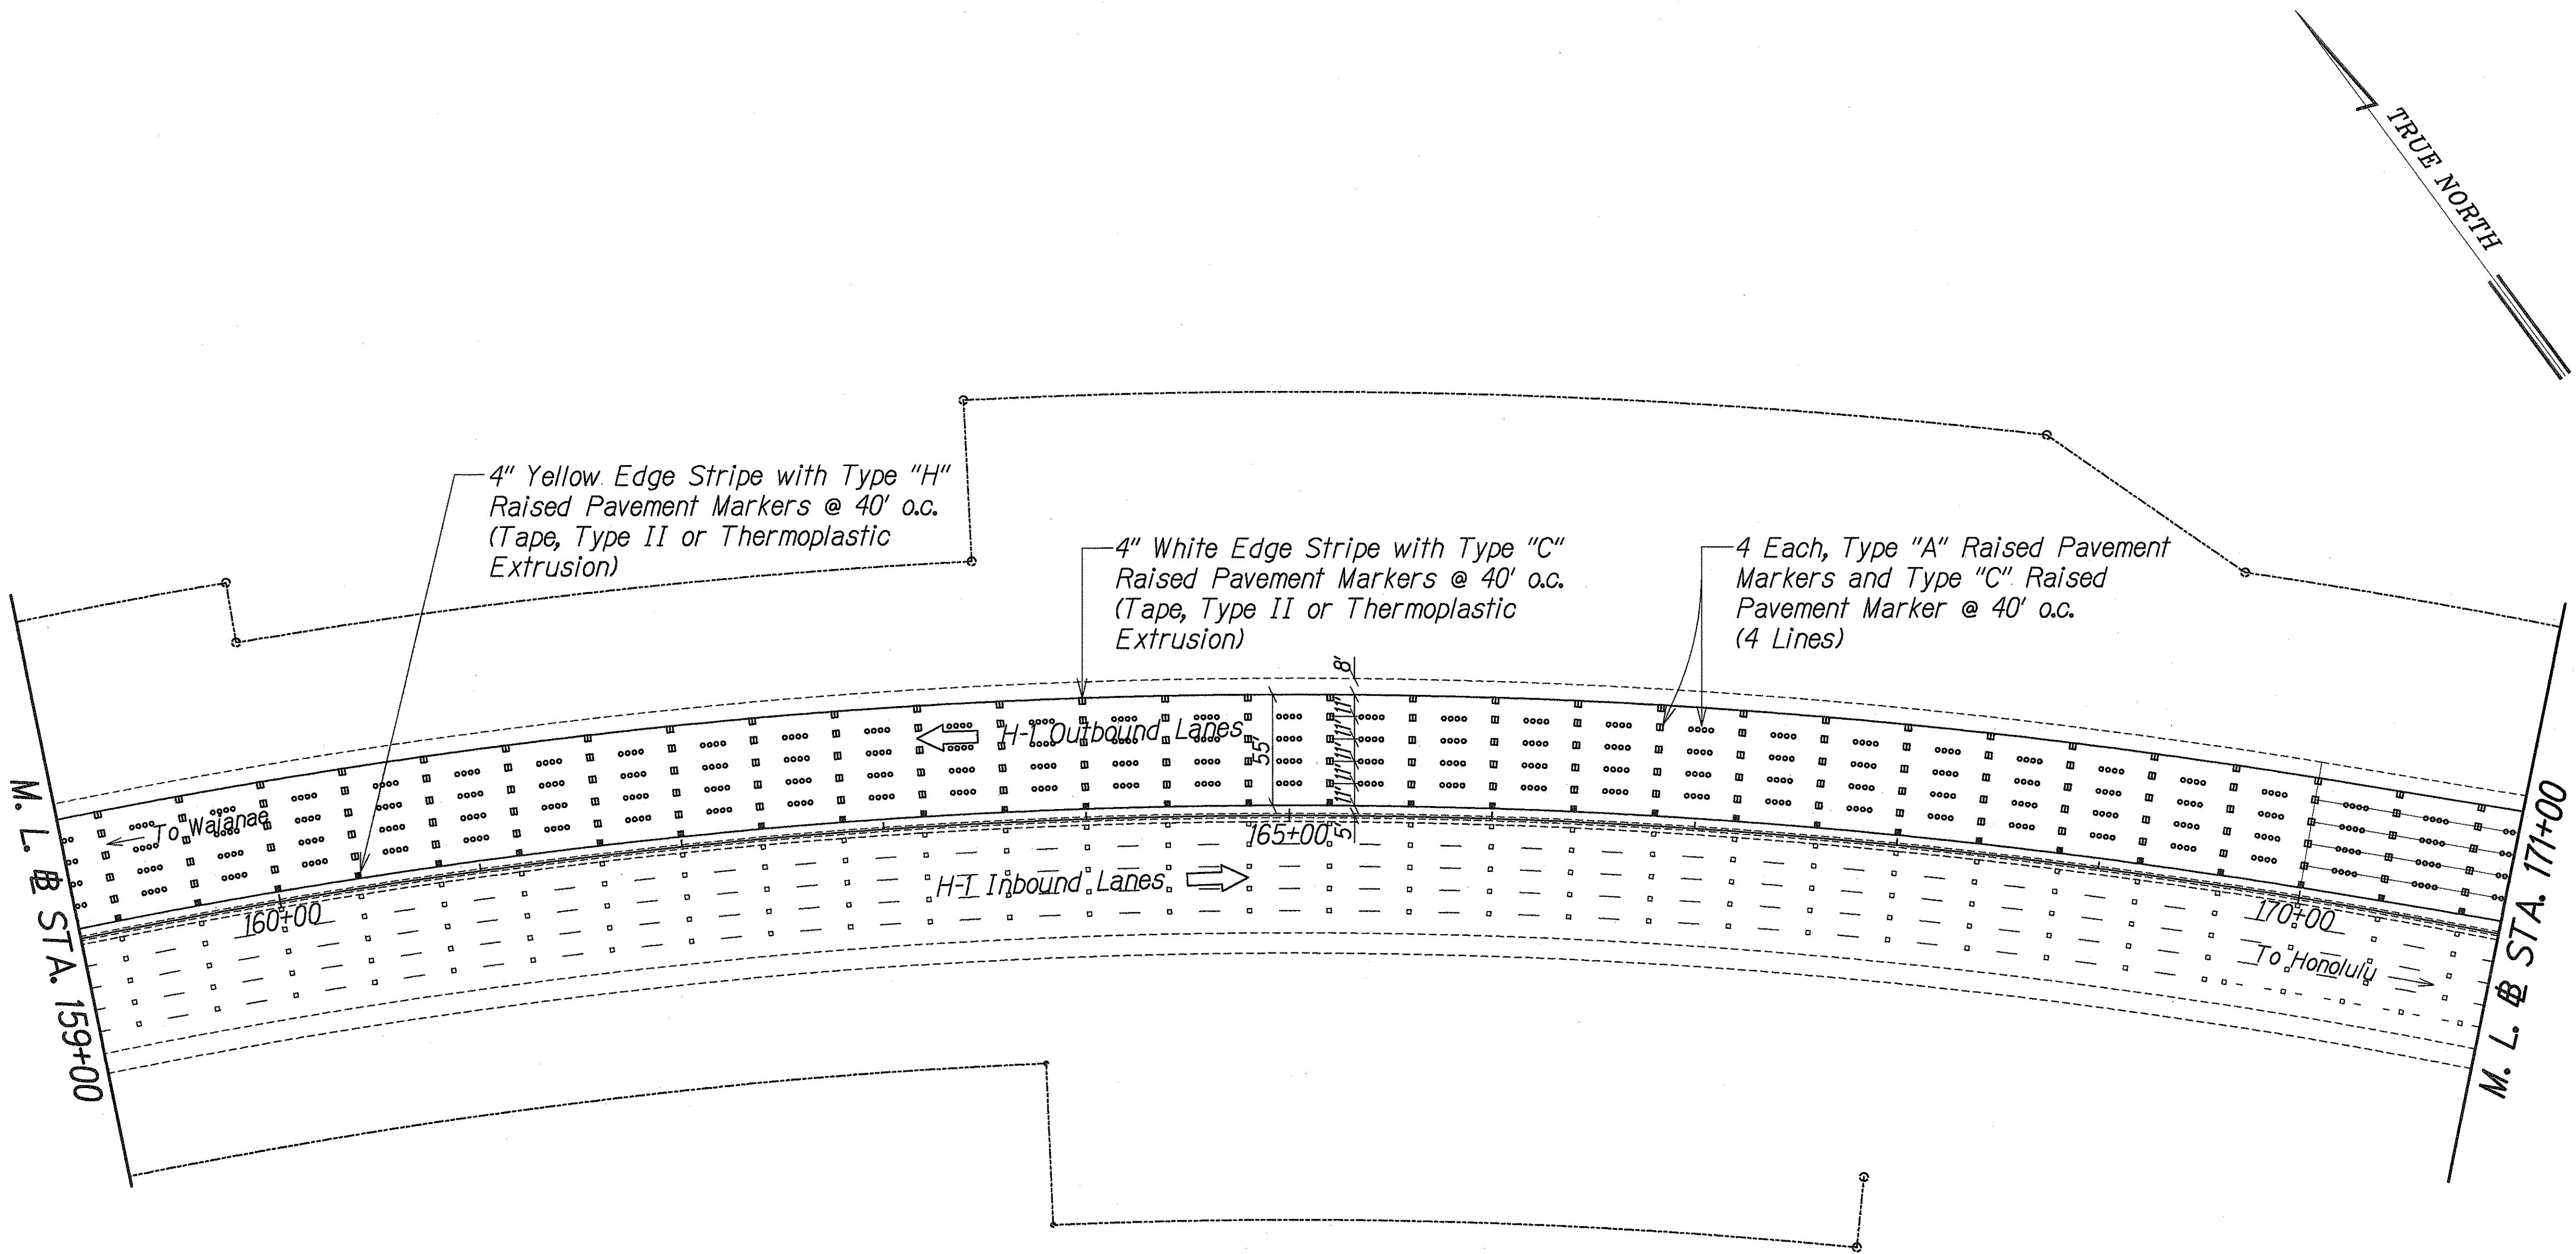 TRUE NORTH
4" Yellow Edge Stripe with Type "H"
Raised Pavement Markers @ 40' o.c.
(Tape, Type II or Thermoplastic
Extrusion)
4" White Edge Stripe with Type "C"
Raised Pavement Markers @ 40' o.c.
(Tape, Type II or Thermoplastic
Extrusion)
4 Each, Type "A" Raised Pavement
Markers and Type "C" Raised
Pavement Marker @ 40' o.c.
(4 Lines)
8'
11'
11'
11'
11'
11'
55'
5'
H-1 Outbound Lanes
To Waianae
160+00
165+00
170+00
H-1 Inbound Lanes
To Honolulu
M. L. ℄ STA. 159+00
M. L. ℄ STA. 171+00